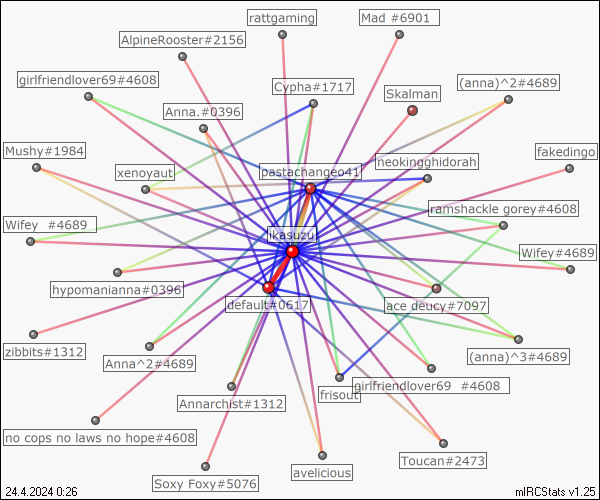 rattgaming
Mad #6901
AlpineRooster#2156
girlfriendlover69#4608
Cypha#1717
Skalman
(anna)^2#4689
Anna.#0396
Mushy#1984
xenoyaut
pastachangeo41
neokingghidorah
fakedingo
Wifey #4689
ikasuzu
ramshackle gorey#4608
Wifey#4689
hypomanianna#0396
default#0617
ace deucy#7097
zibbits#1312
Anna^2#4689
(anna)^3#4689
Annarchist#1312
frisout
girlfriendlover69 #4608
no cops no laws no hope#4608
Soxy Foxy#5076
avelicious
Toucan#2473
24.4.2024 0:26
mIRCStats v1.25